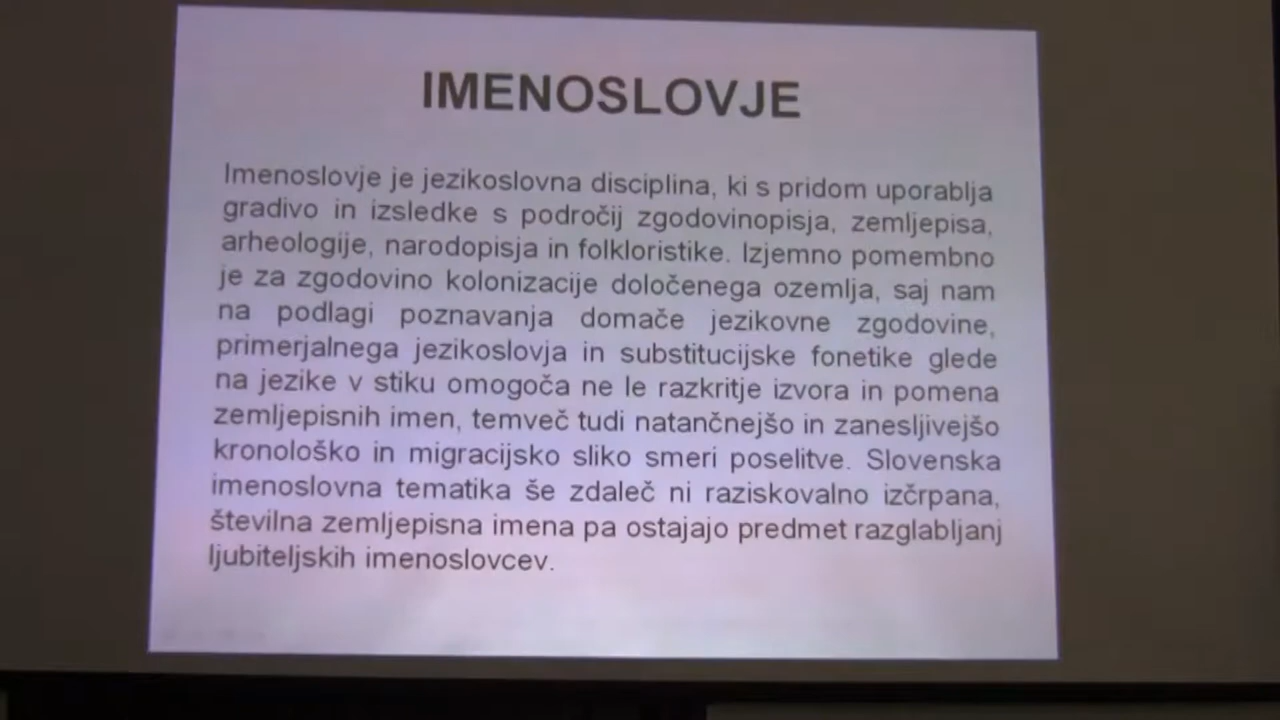 IMENOSLOVJE
Imenoslovje je jezikoslovna disciplina, ki s pridom uporablja
gradivo in izsledke s področij zgodovinopisja, zemljepisa,
arheologije, narodopisja in folkloristike. Izjemno pomembno
je za zgodovino kolonizacije določenega ozemlja, saj nam
na podlagi poznavanja domače jezikovne zgodovine,
primerjalnega jezikoslovja in substitucijske fonetike glede
na jezike v stiku omogoča ne le razkritje izvora in pomena
zemljepisnih imen, temveč tudi natančnejšo in zanesljivejšo
kronološko in migracijsko sliko smeri poselitve. Slovenska
imenoslovna tematika še zdaleč ni raziskovalno izčrpana,
številna zemljepisna imena pa ostajajo predmet razglabljanj
ljubiteljskih imenoslovcev.